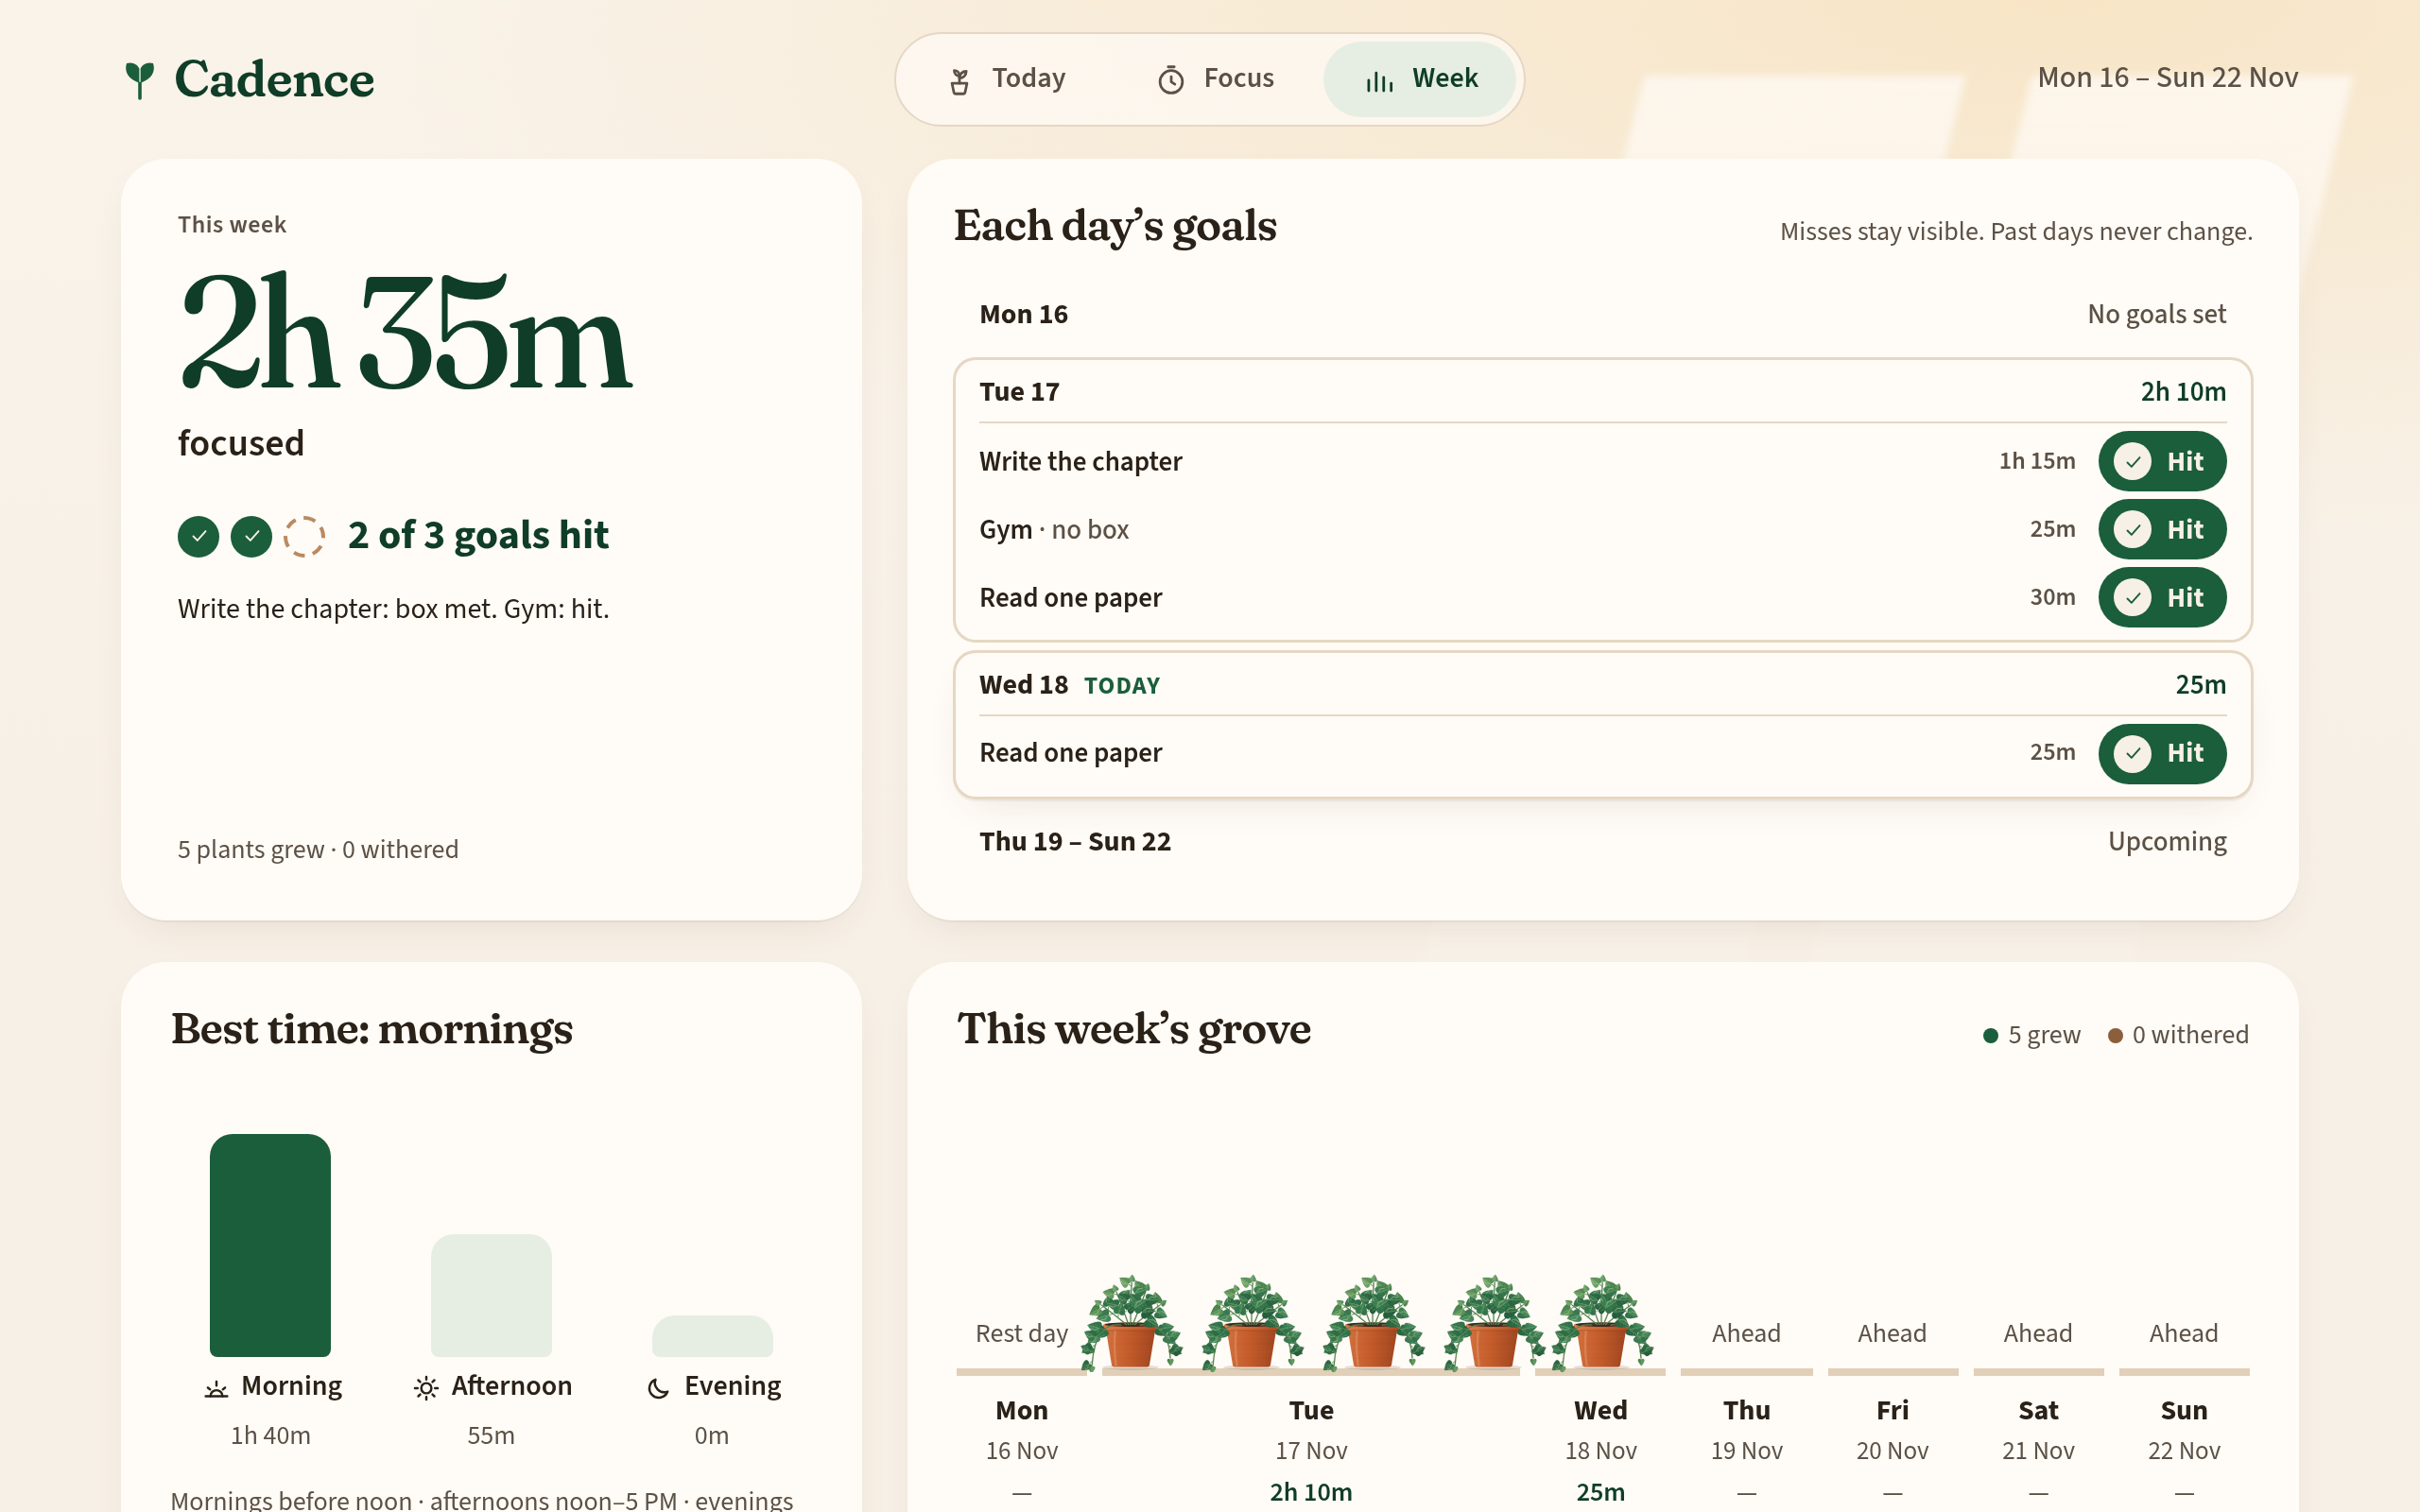 Cadence
Today
Focus
Week
Mon 16 – Sun 22 Nov
This week
2h 35m
focused
2 of 3 goals hit
Write the chapter: box met. Gym: hit.
5 plants grew · 0 withered
Each day’s goals
Misses stay visible. Past days never change.
Mon 16
No goals set
Tue 17
2h 10m
Write the chapter
1h 15m
Hit
Gym · no box
25m
Hit
Read one paper
30m
Hit
Wed 18 TODAY
25m
Read one paper
25m
Hit
Thu 19 – Sun 22
Upcoming
Best time: mornings
Morning
Afternoon
Evening
1h 40m
55m
0m
Mornings before noon · afternoons noon–5 PM · evenings
This week’s grove
5 grew
0 withered
Rest day
Ahead
Ahead
Ahead
Ahead
Mon
Tue
Wed
Thu
Fri
Sat
Sun
16 Nov
17 Nov
18 Nov
19 Nov
20 Nov
21 Nov
22 Nov
—
2h 10m
25m
—
—
—
—